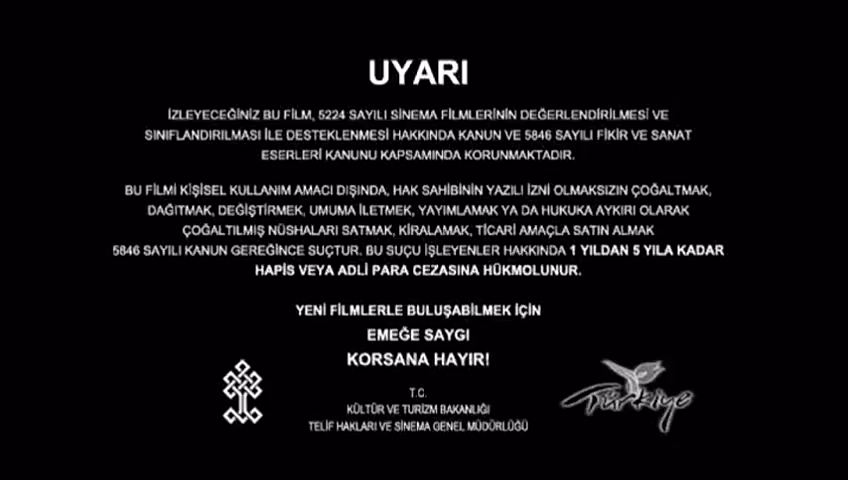 UYARI
İZLEYECEĞİNİZ BU FİLM, 5224 SAYILI SİNEMA FİLMLERİNİN DEĞERLENDİRİLMESİ VE
SINIFLANDIRILMASI İLE DESTEKLENMESİ HAKKINDA KANUN VE 5846 SAYILI FİKİR VE SANAT
ESERLERİ KANUNU KAPSAMINDA KORUNMAKTADIR.
BU FİLMİ KİŞİSEL KULLANIM AMACI DIŞINDA, HAK SAHİBİNİN YAZILI İZNİ OLMAKSIZIN ÇOĞALTMAK,
DAĞITMAK, DEĞİŞTİRMEK, UMUMA İLETMEK, YAYIMLAMAK YA DA HUKUKA AYKIRI OLARAK
ÇOĞALTILMIŞ NÜSHALARI SATMAK, KİRALAMAK, TİCARİ AMAÇLA SATIN ALMAK
5846 SAYILI KANUN GEREĞİNCE SUÇTUR. BU SUÇU İŞLEYENLER HAKKINDA 1 YILDAN 5 YILA KADAR
HAPİS VEYA ADLİ PARA CEZASINA HÜKMOLUNUR.
YENİ FİLMLERLE BULUŞABİLMEK İÇİN
EMEĞE SAYGI
KORSANA HAYIR!
T.C.
KÜLTÜR VE TURİZM BAKANLIĞI
TELİF HAKLARI VE SİNEMA GENEL MÜDÜRLÜĞÜ
Türkiye